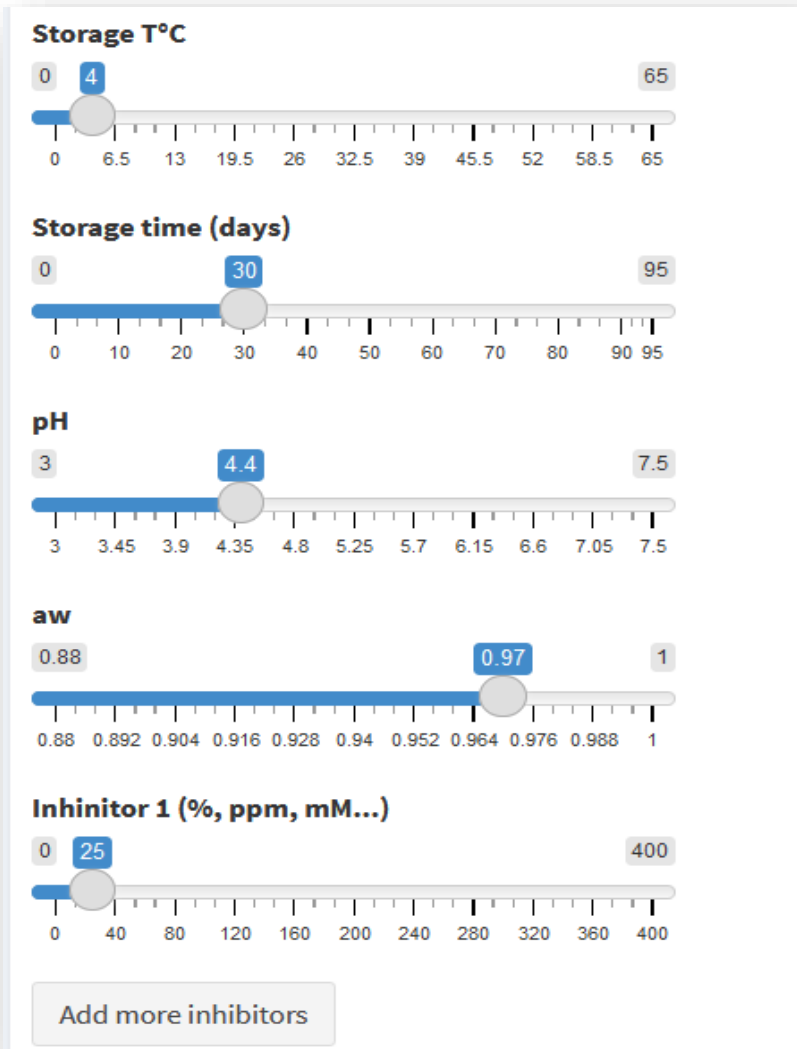 Storage T°C
0 4 65
0 6.5 13 19.5 26 32.5 39 45.5 52 58.5 65
Storage time (days)
0 30 95
0 10 20 30 40 50 60 70 80 90 95
pH
3 4.4 7.5
3 3.45 3.9 4.35 4.8 5.25 5.7 6.15 6.6 7.05 7.5
aw
0.88 0.97 1
0.88 0.892 0.904 0.916 0.928 0.94 0.952 0.964 0.976 0.988 1
Inhinitor 1 (%, ppm, mM...)
0 25 400
0 40 80 120 160 200 240 280 320 360 400
Add more inhibitors